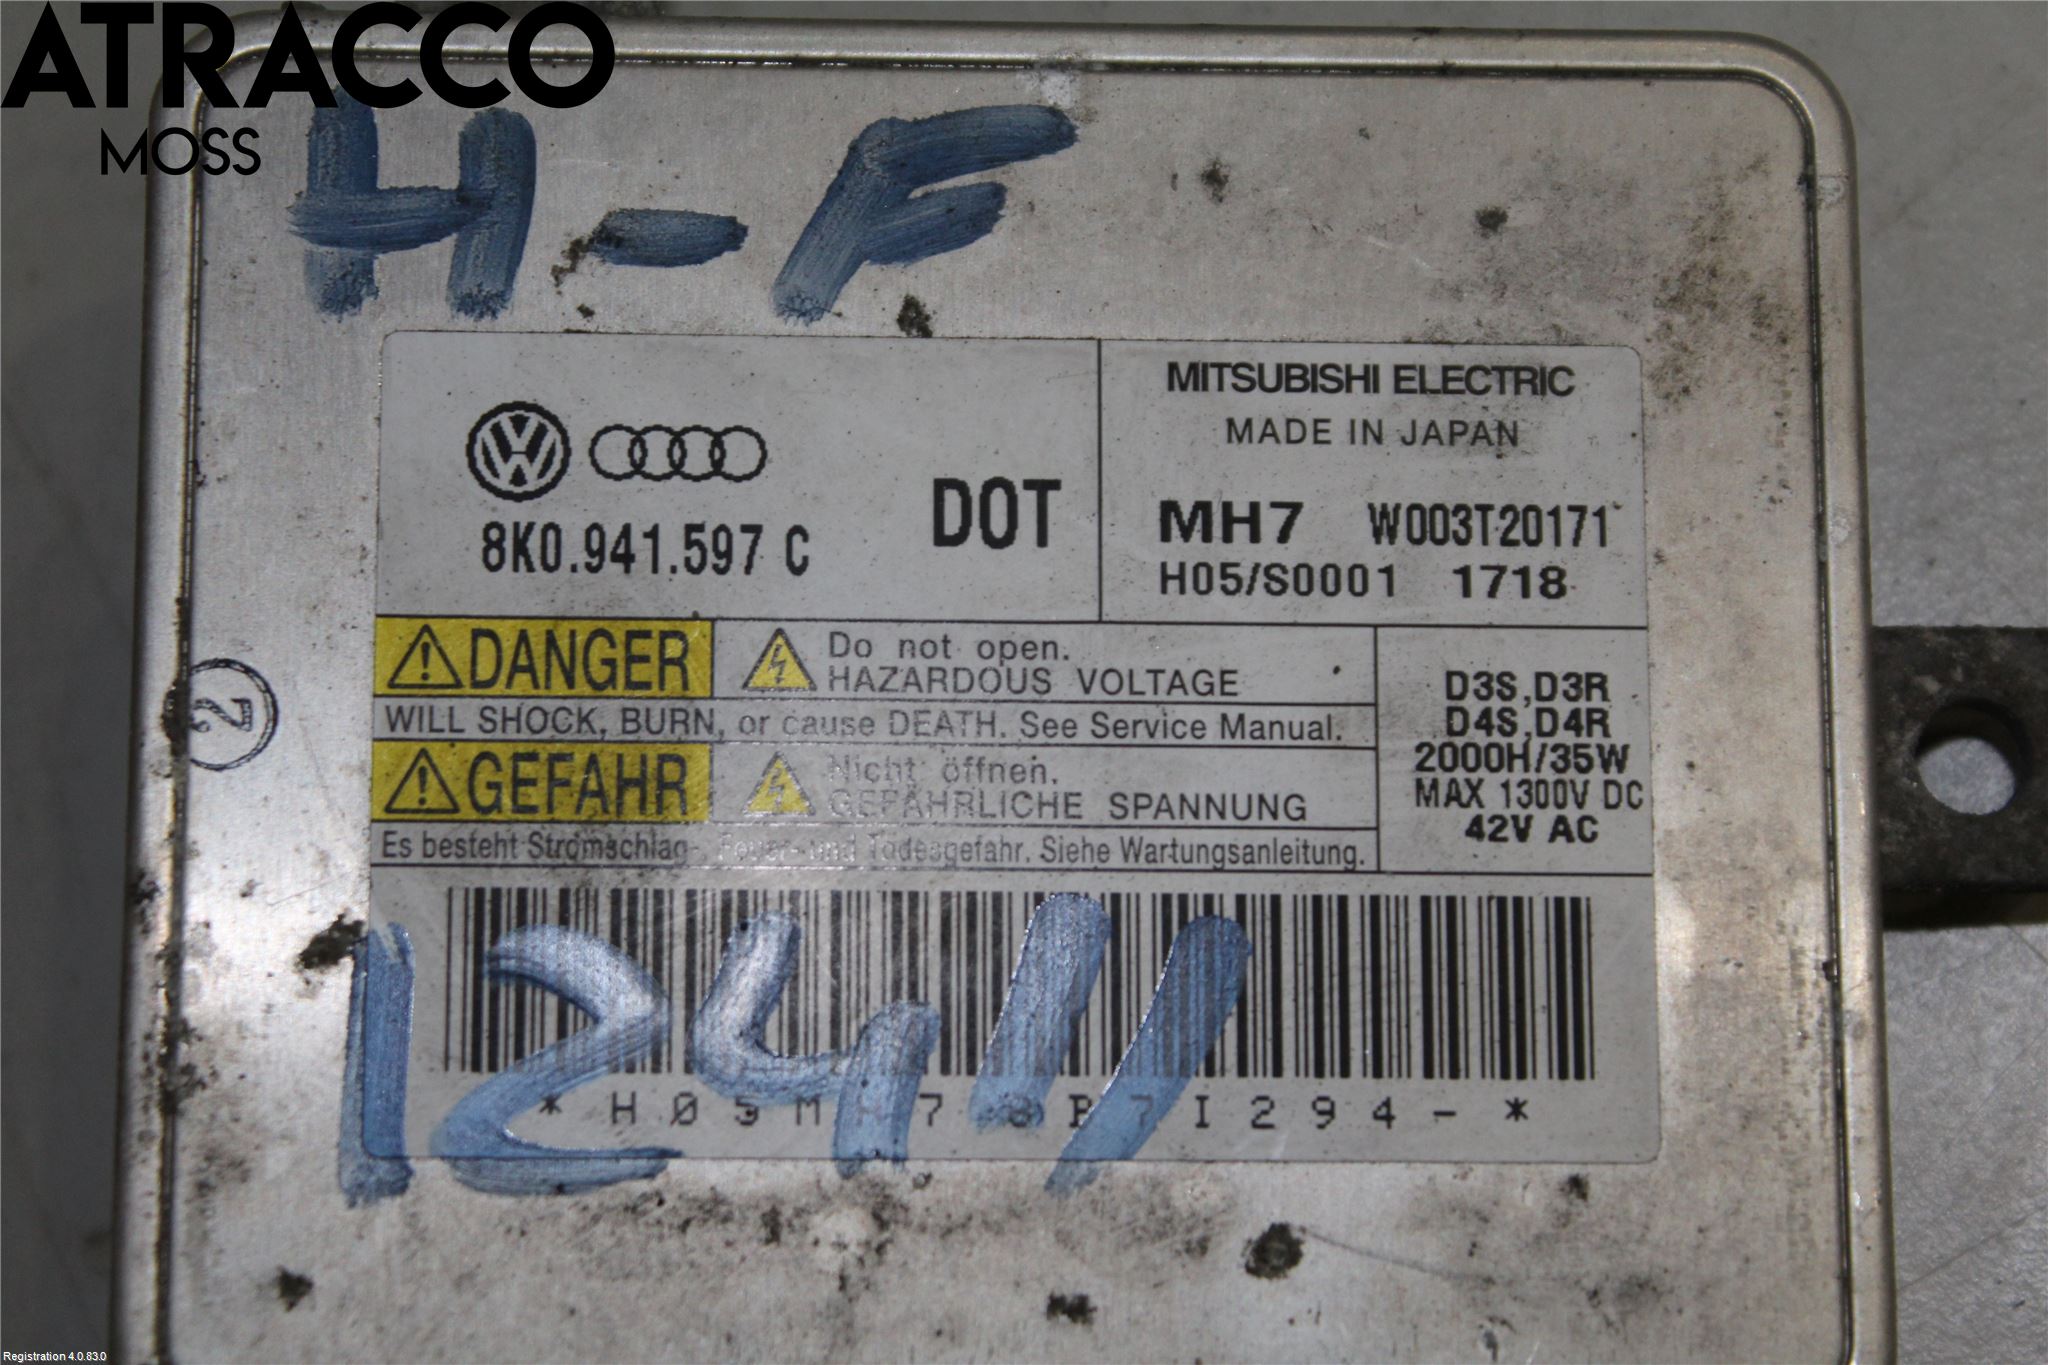 ATRACCO
MOSS
H-F
8K0.941.597 C
DOT
MITSUBISHI ELECTRIC
MADE IN JAPAN
MH7 W003T20171
H05/S0001 1718
DANGER
Do not open.
HAZARDOUS VOLTAGE
WILL SHOCK, BURN, or cause DEATH. See Service Manual.
GEFAHR
Nicht öffnen.
GEFÄHRLICHE SPANNUNG
Es besteht Stromschlag-, Feuer- und Todesgefahr. Siehe Wartungsanleitung.
D3S,D3R
D4S,D4R
2000H/35W
MAX 1300V DC
42V AC
2
12411
Registration 4.0.83.0